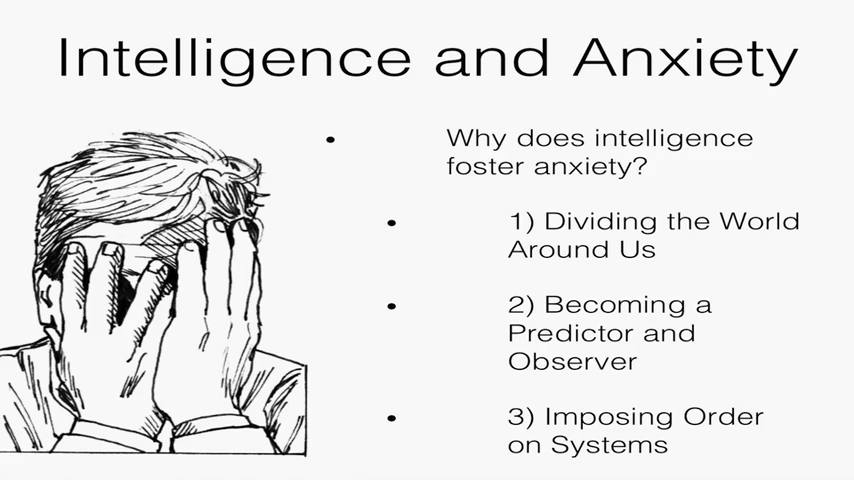 Intelligence and Anxiety
• Why does intelligence
foster anxiety?
• 1) Dividing the World
Around Us
• 2) Becoming a
Predictor and
Observer
• 3) Imposing Order
on Systems